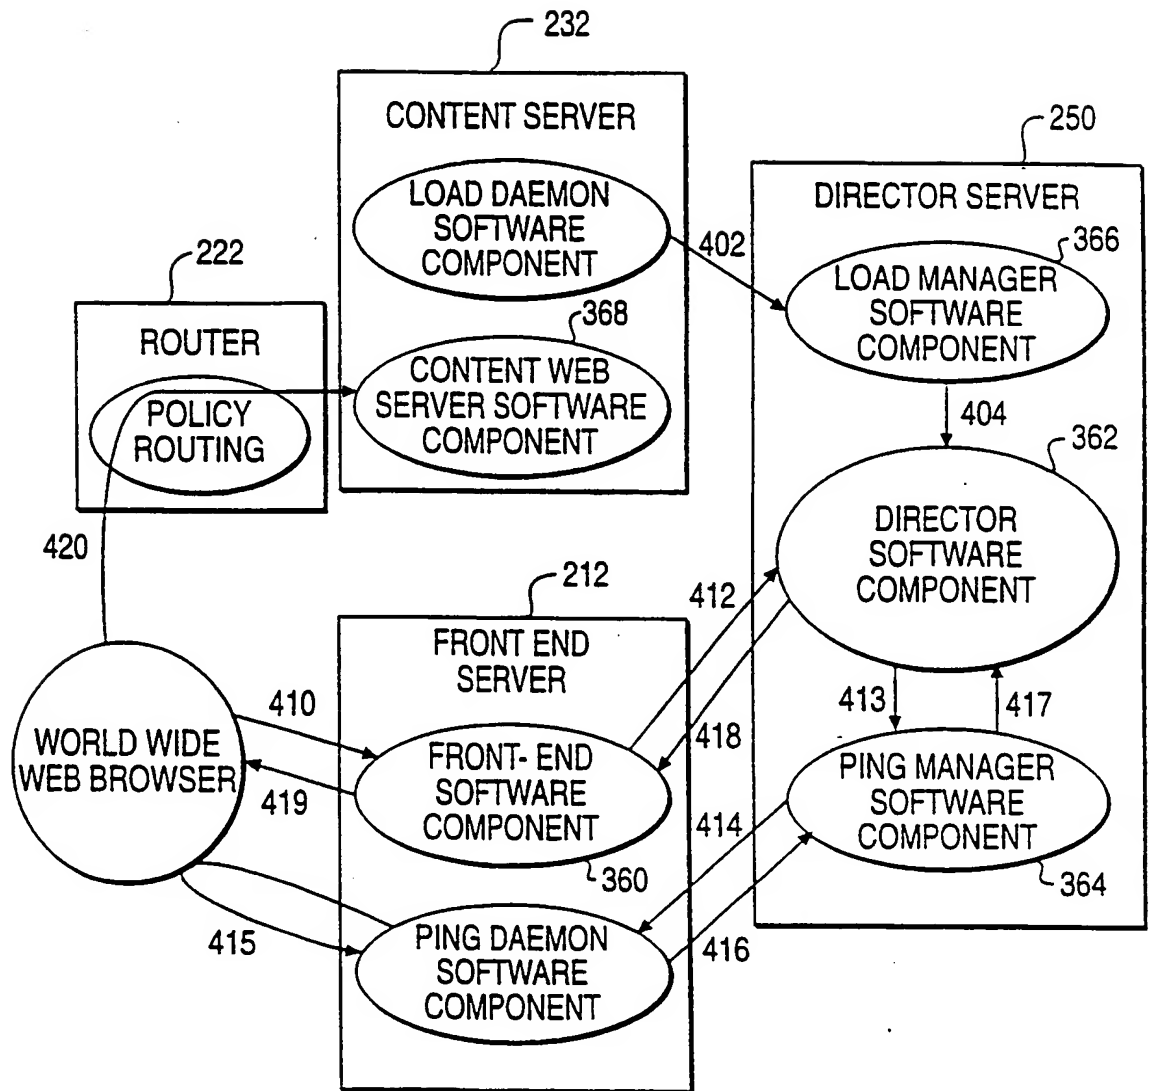 232
CONTENT SERVER
LOAD DAEMON
SOFTWARE
COMPONENT
368
CONTENT WEB
SERVER SOFTWARE
COMPONENT
222
ROUTER
POLICY
ROUTING
402
250
DIRECTOR SERVER
366
LOAD MANAGER
SOFTWARE
COMPONENT
404
362
DIRECTOR
SOFTWARE
COMPONENT
413
417
PING MANAGER
SOFTWARE
COMPONENT
364
420
WORLD WIDE
WEB BROWSER
410
419
415
212
FRONT END
SERVER
FRONT- END
SOFTWARE
COMPONENT
360
PING DAEMON
SOFTWARE
COMPONENT
412
418
414
416